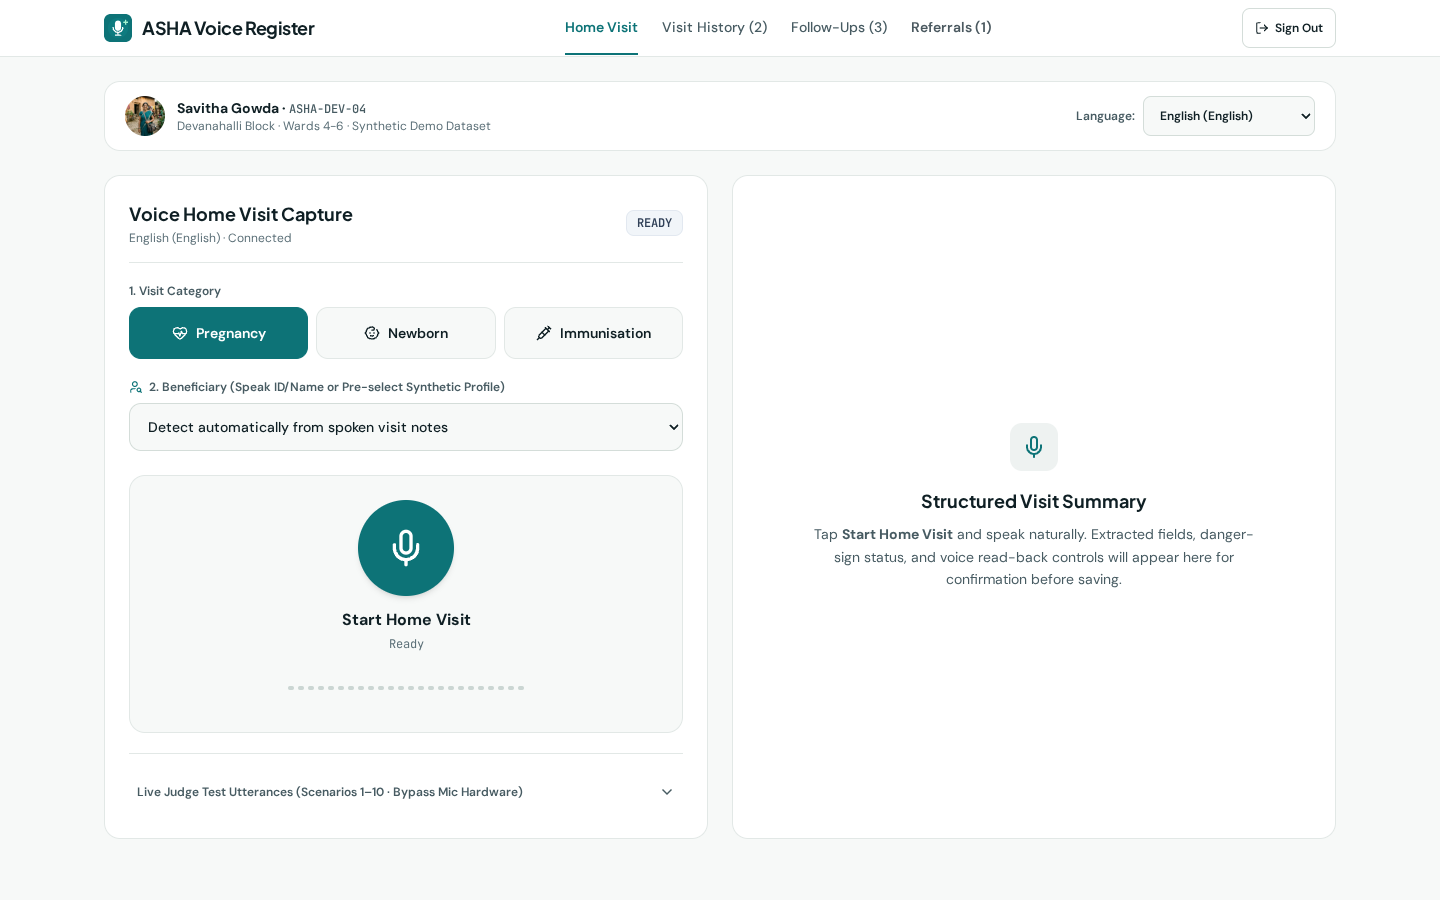 ASHA Voice Register
Home Visit
Visit History (2)
Follow-Ups (3)
Referrals (1)
Sign Out
Savitha Gowda · ASHA-DEV-04
Devanahalli Block · Wards 4-6 · Synthetic Demo Dataset
Language:
English (English)
Voice Home Visit Capture
English (English) · Connected
READY
1. Visit Category
Pregnancy
Newborn
Immunisation
2. Beneficiary (Speak ID/Name or Pre-select Synthetic Profile)
Detect automatically from spoken visit notes
Start Home Visit
Ready
Live Judge Test Utterances (Scenarios 1–10 · Bypass Mic Hardware)
Structured Visit Summary
Tap Start Home Visit and speak naturally. Extracted fields, danger-
sign status, and voice read-back controls will appear here for
confirmation before saving.